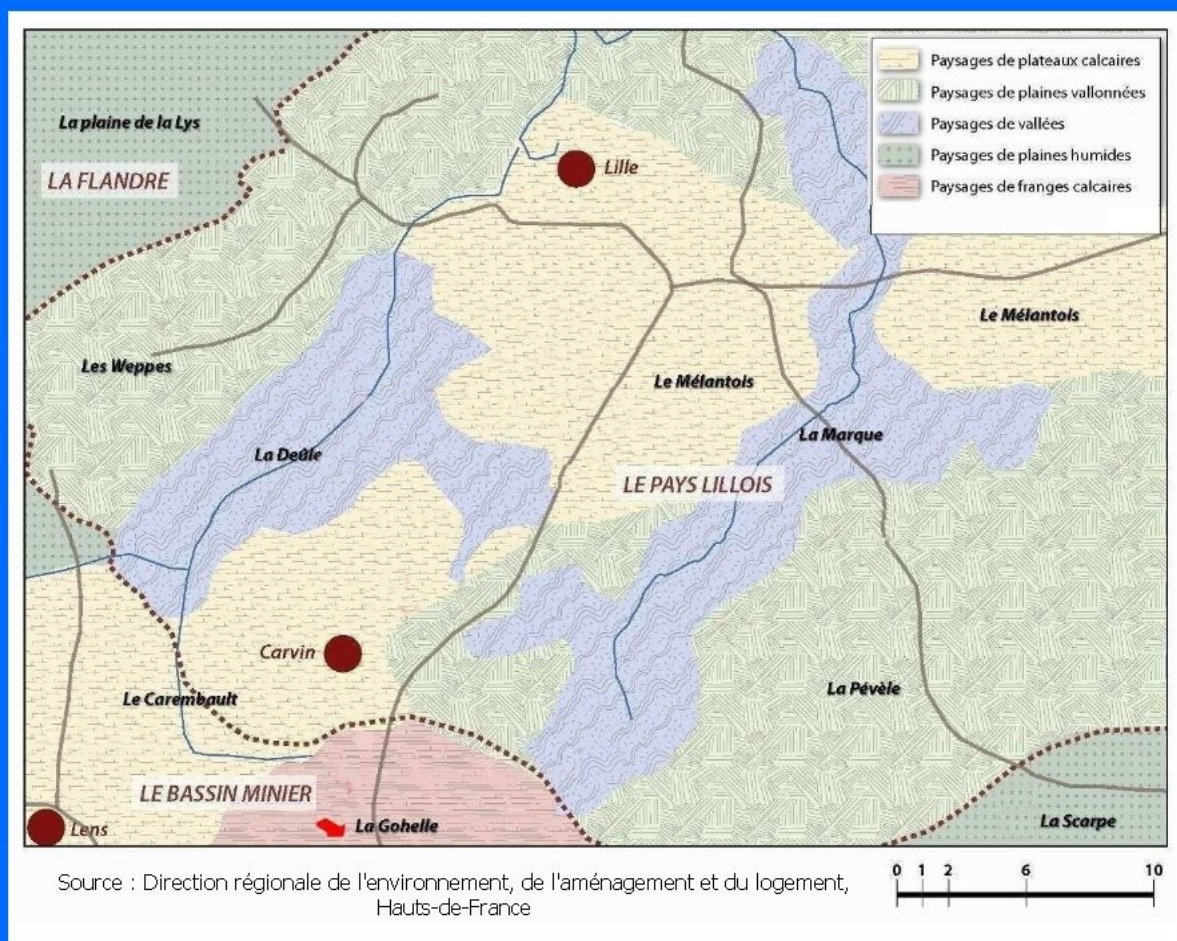 Paysages de plateaux calcaires
Paysages de plaines vallonnées
Paysages de vallées
Paysages de plaines humides
Paysages de franges calcaires
La plaine de la Lys
LA FLANDRE
Lille
Le Mélantois
Les Weppes
Le Mélantois
La Marque
La Deûle
LE PAYS LILLOIS
Carvin
La Pévèle
Le Carembault
LE BASSIN MINIER
La Gohelle
La Scarpe
Lens
Source : Direction régionale de l'environnement, de l'aménagement et du logement,
Hauts-de-France
0 1 2 6 10